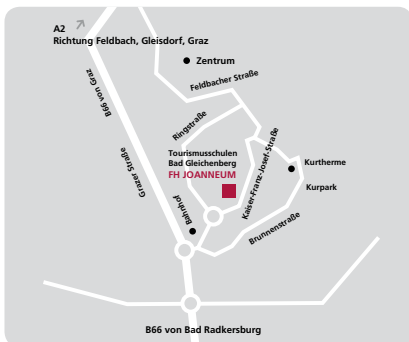 A2
Richtung Feldbach, Gleisdorf, Graz
Zentrum
Feldbacher Straße
B66 von Graz
Ringstraße
Grazer Straße
Tourismusschulen
Bad Gleichenberg
FH JOANNEUM
Kaiser-Franz-Josef-Straße
Kurtherme
Kurpark
Bahnhof
Brunnenstraße
B66 von Bad Radkersburg